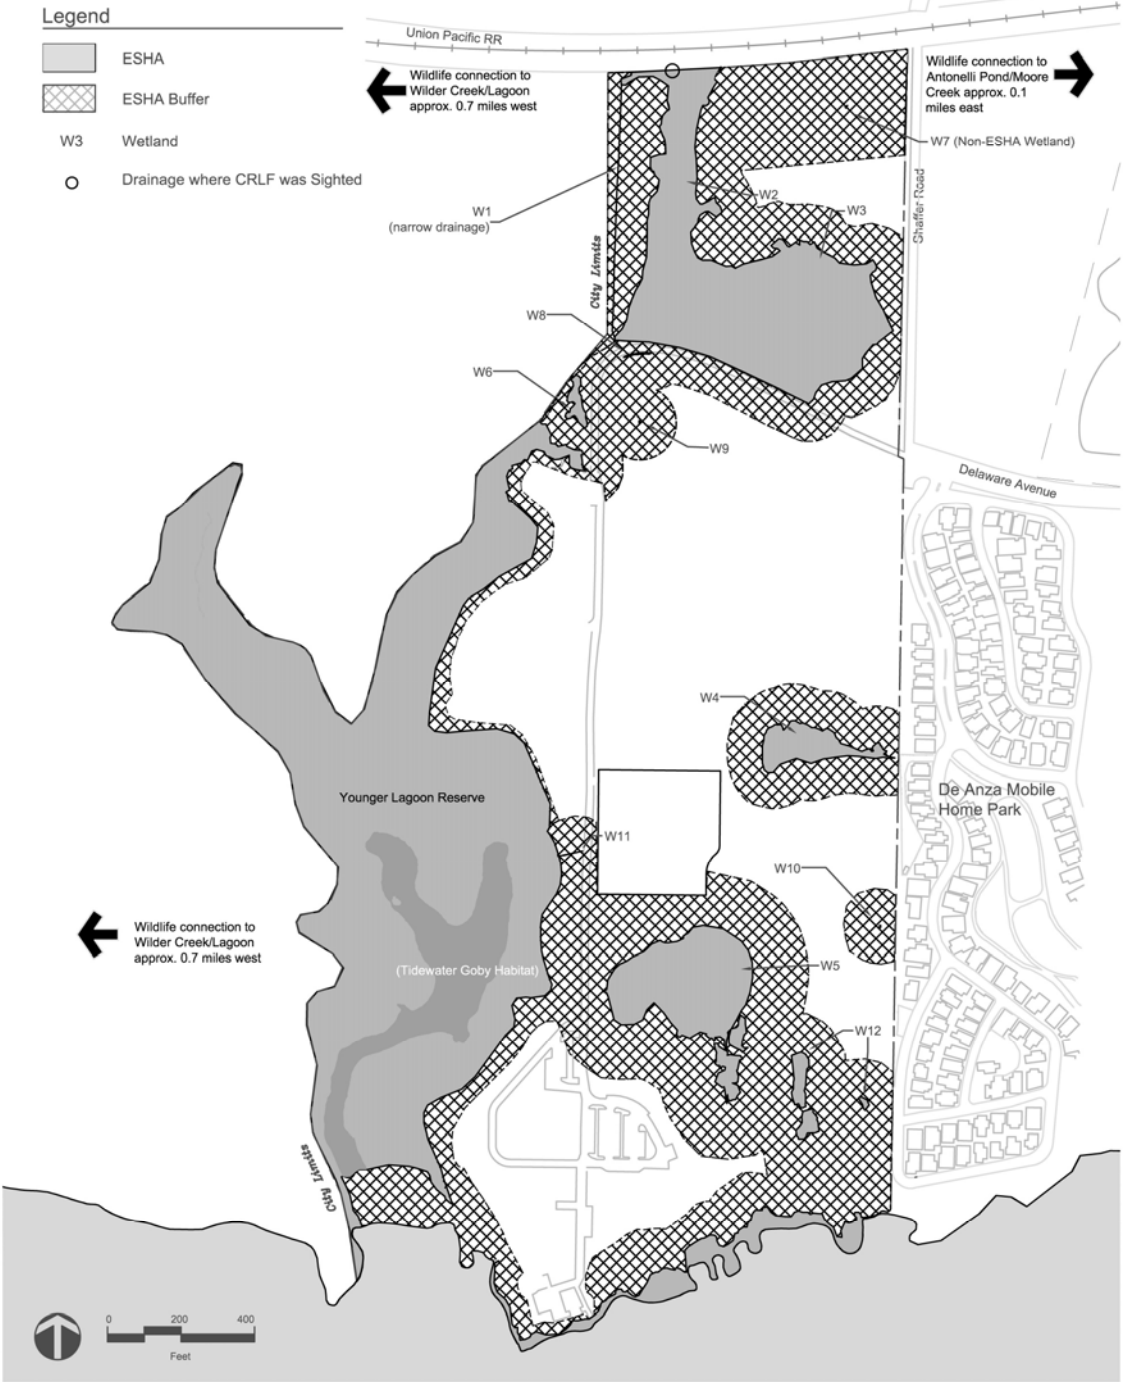 Legend
ESHA
ESHA Buffer
W3 Wetland
Drainage where CRLF was Sighted
Union Pacific RR
Wildlife connection to
Wilder Creek/Lagoon
approx. 0.7 miles west
Wildlife connection to
Antonelli Pond/Moore
Creek approx. 0.1
miles east
W7 (Non-ESHA Wetland)
Shaffer Road
W2
W3
W1
(narrow drainage)
City Limits
W8
W6
W9
Delaware Avenue
W4
De Anza Mobile
Home Park
Younger Lagoon Reserve
W11
W10
Wildlife connection to
Wilder Creek/Lagoon
approx. 0.7 miles west
(Tidewater Goby Habitat)
W5
W12
City Limits
0 200 400
Feet